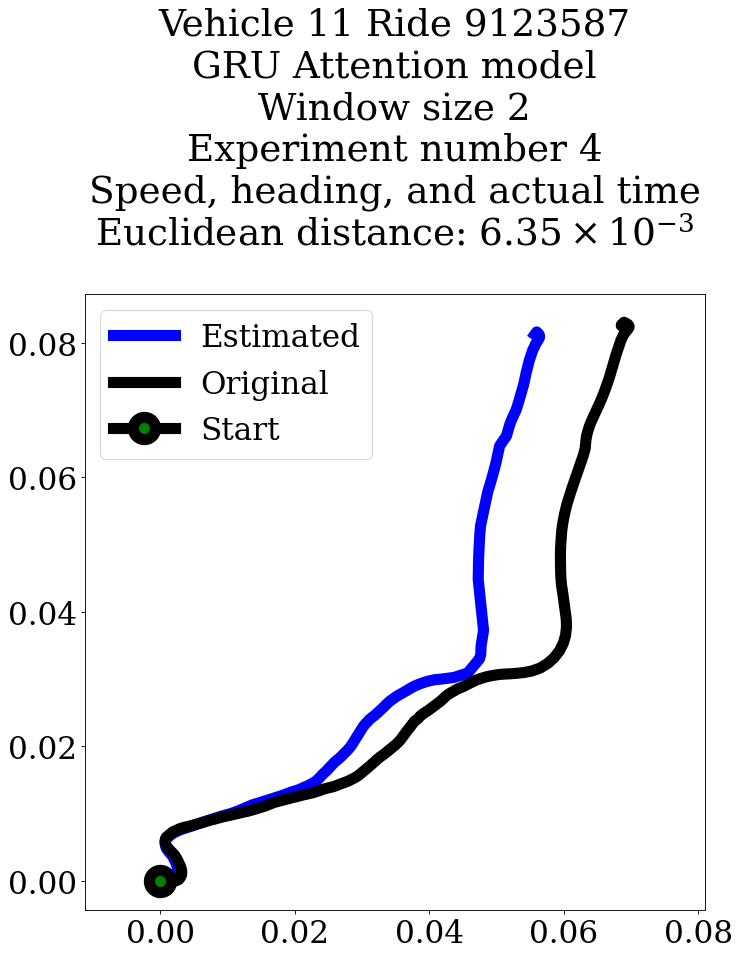 Vehicle 11 Ride 9123587
GRU Attention model
Window size 2
Experiment number 4
Speed, heading, and actual time
Euclidean distance: 6.35 × 10⁻³
Estimated
Original
Start
0.08
0.06
0.04
0.02
0.00
0.00 0.02 0.04 0.06 0.08